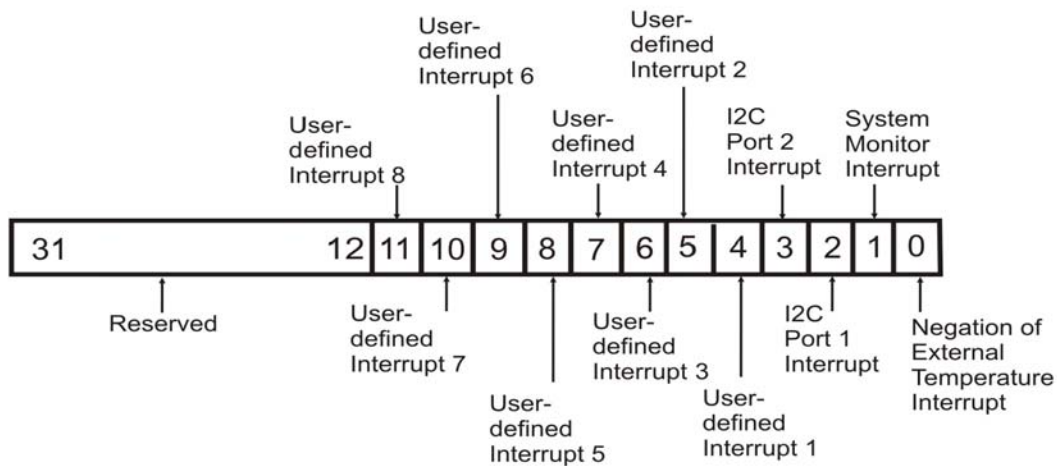 User-
defined
Interrupt 6
User-
defined
Interrupt 2
User-
defined
Interrupt 8
User-
defined
Interrupt 4
I2C
Port 2
Interrupt
System
Monitor
Interrupt
31 12 11 10 9 8 7 6 5 4 3 2 1 0
Reserved
User-
defined
Interrupt 7
User-
defined
Interrupt 5
User-
defined
Interrupt 3
User-
defined
Interrupt 1
I2C
Port 1
Interrupt
Negation of
External
Temperature
Interrupt